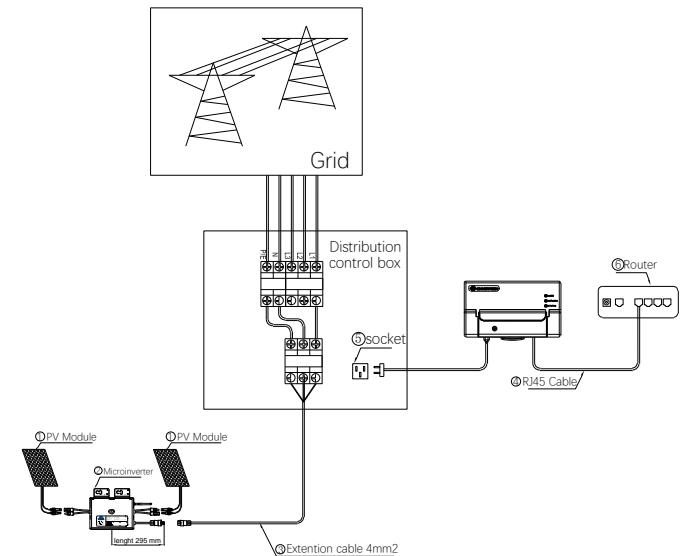 Grid
Distribution
control box
P/E N L3 L2 L1
⑥Router
⑤socket
④RJ45 Cable
①PV Module
①PV Module
②Microinverter
lenght 295 mm
③Extention cable 4mm2